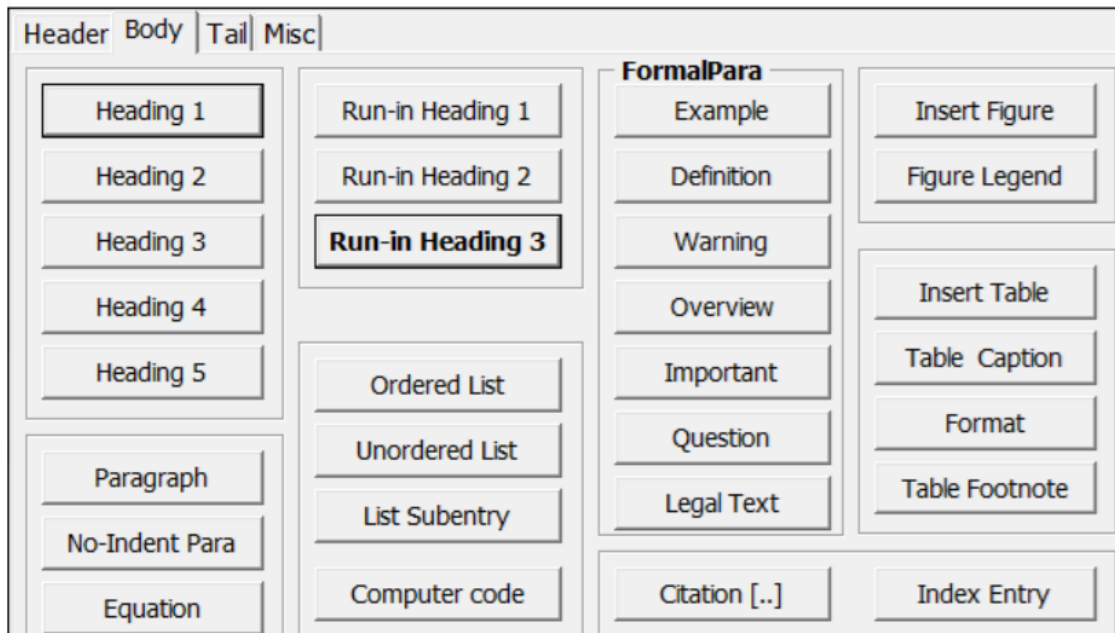 Header Body Tail Misc
Heading 1
Heading 2
Heading 3
Heading 4
Heading 5
Paragraph
No-Indent Para
Equation
Run-in Heading 1
Run-in Heading 2
Run-in Heading 3
Ordered List
Unordered List
List Subentry
Computer code
FormalPara
Example
Definition
Warning
Overview
Important
Question
Legal Text
Insert Figure
Figure Legend
Insert Table
Table Caption
Format
Table Footnote
Citation [..]
Index Entry